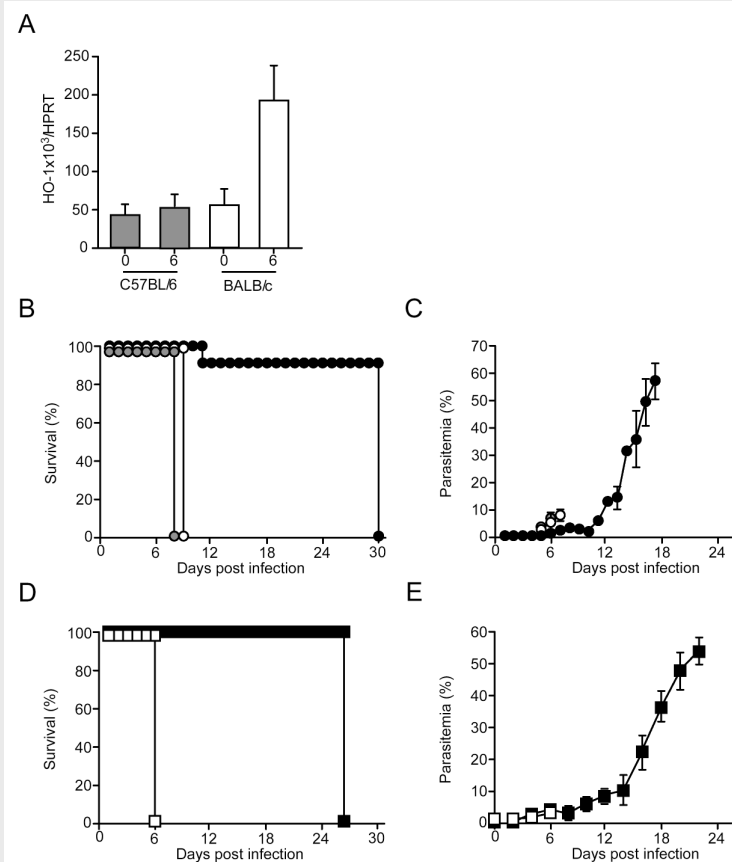 A
250
200
150
100
50
0
HO-1x10³/HPRT
0 6 0 6
C57BL/6 BALB/c
B
100
80
60
40
20
0
Survival (%)
0 6 12 18 24 30
Days post infection
C
70
60
50
40
30
20
10
0
Parasitemia (%)
0 6 12 18 24
Days post infection
D
100
80
60
40
20
0
Survival (%)
0 6 12 18 24 30
Days post infection
E
60
50
40
30
20
10
0
Parasitemia (%)
0 6 12 18 24
Days post infection